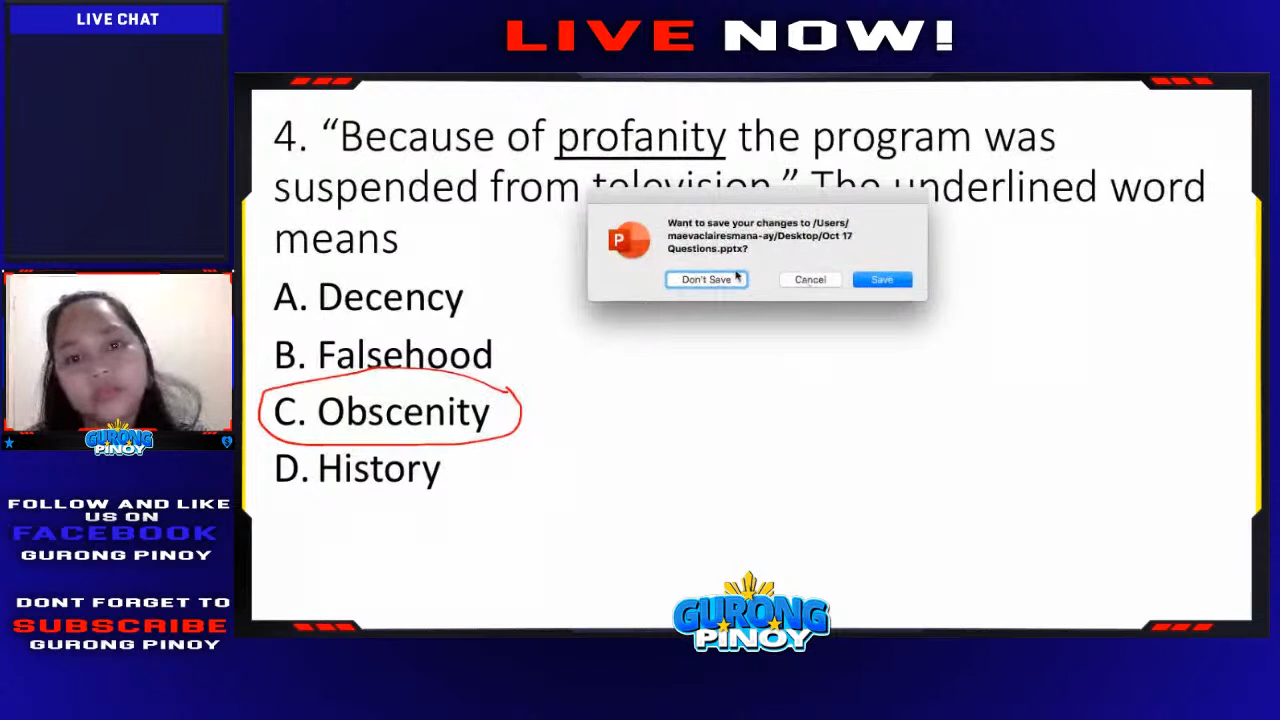 LIVE CHAT
LIVE NOW!
4. “Because of profanity the program was
suspended from television.” The underlined word
means
A. Decency
B. Falsehood
C. Obscenity
D. History
Want to save your changes to /Users/
maevaclairesmana-ay/Desktop/Oct 17
Questions.pptx?
Don't Save
Cancel
Save
P
GURONG
PINOY
FOLLOW AND LIKE
US ON
FACEBOOK
GURONG PINOY
DONT FORGET TO
SUBSCRIBE
GURONG PINOY
GURONG
PINOY